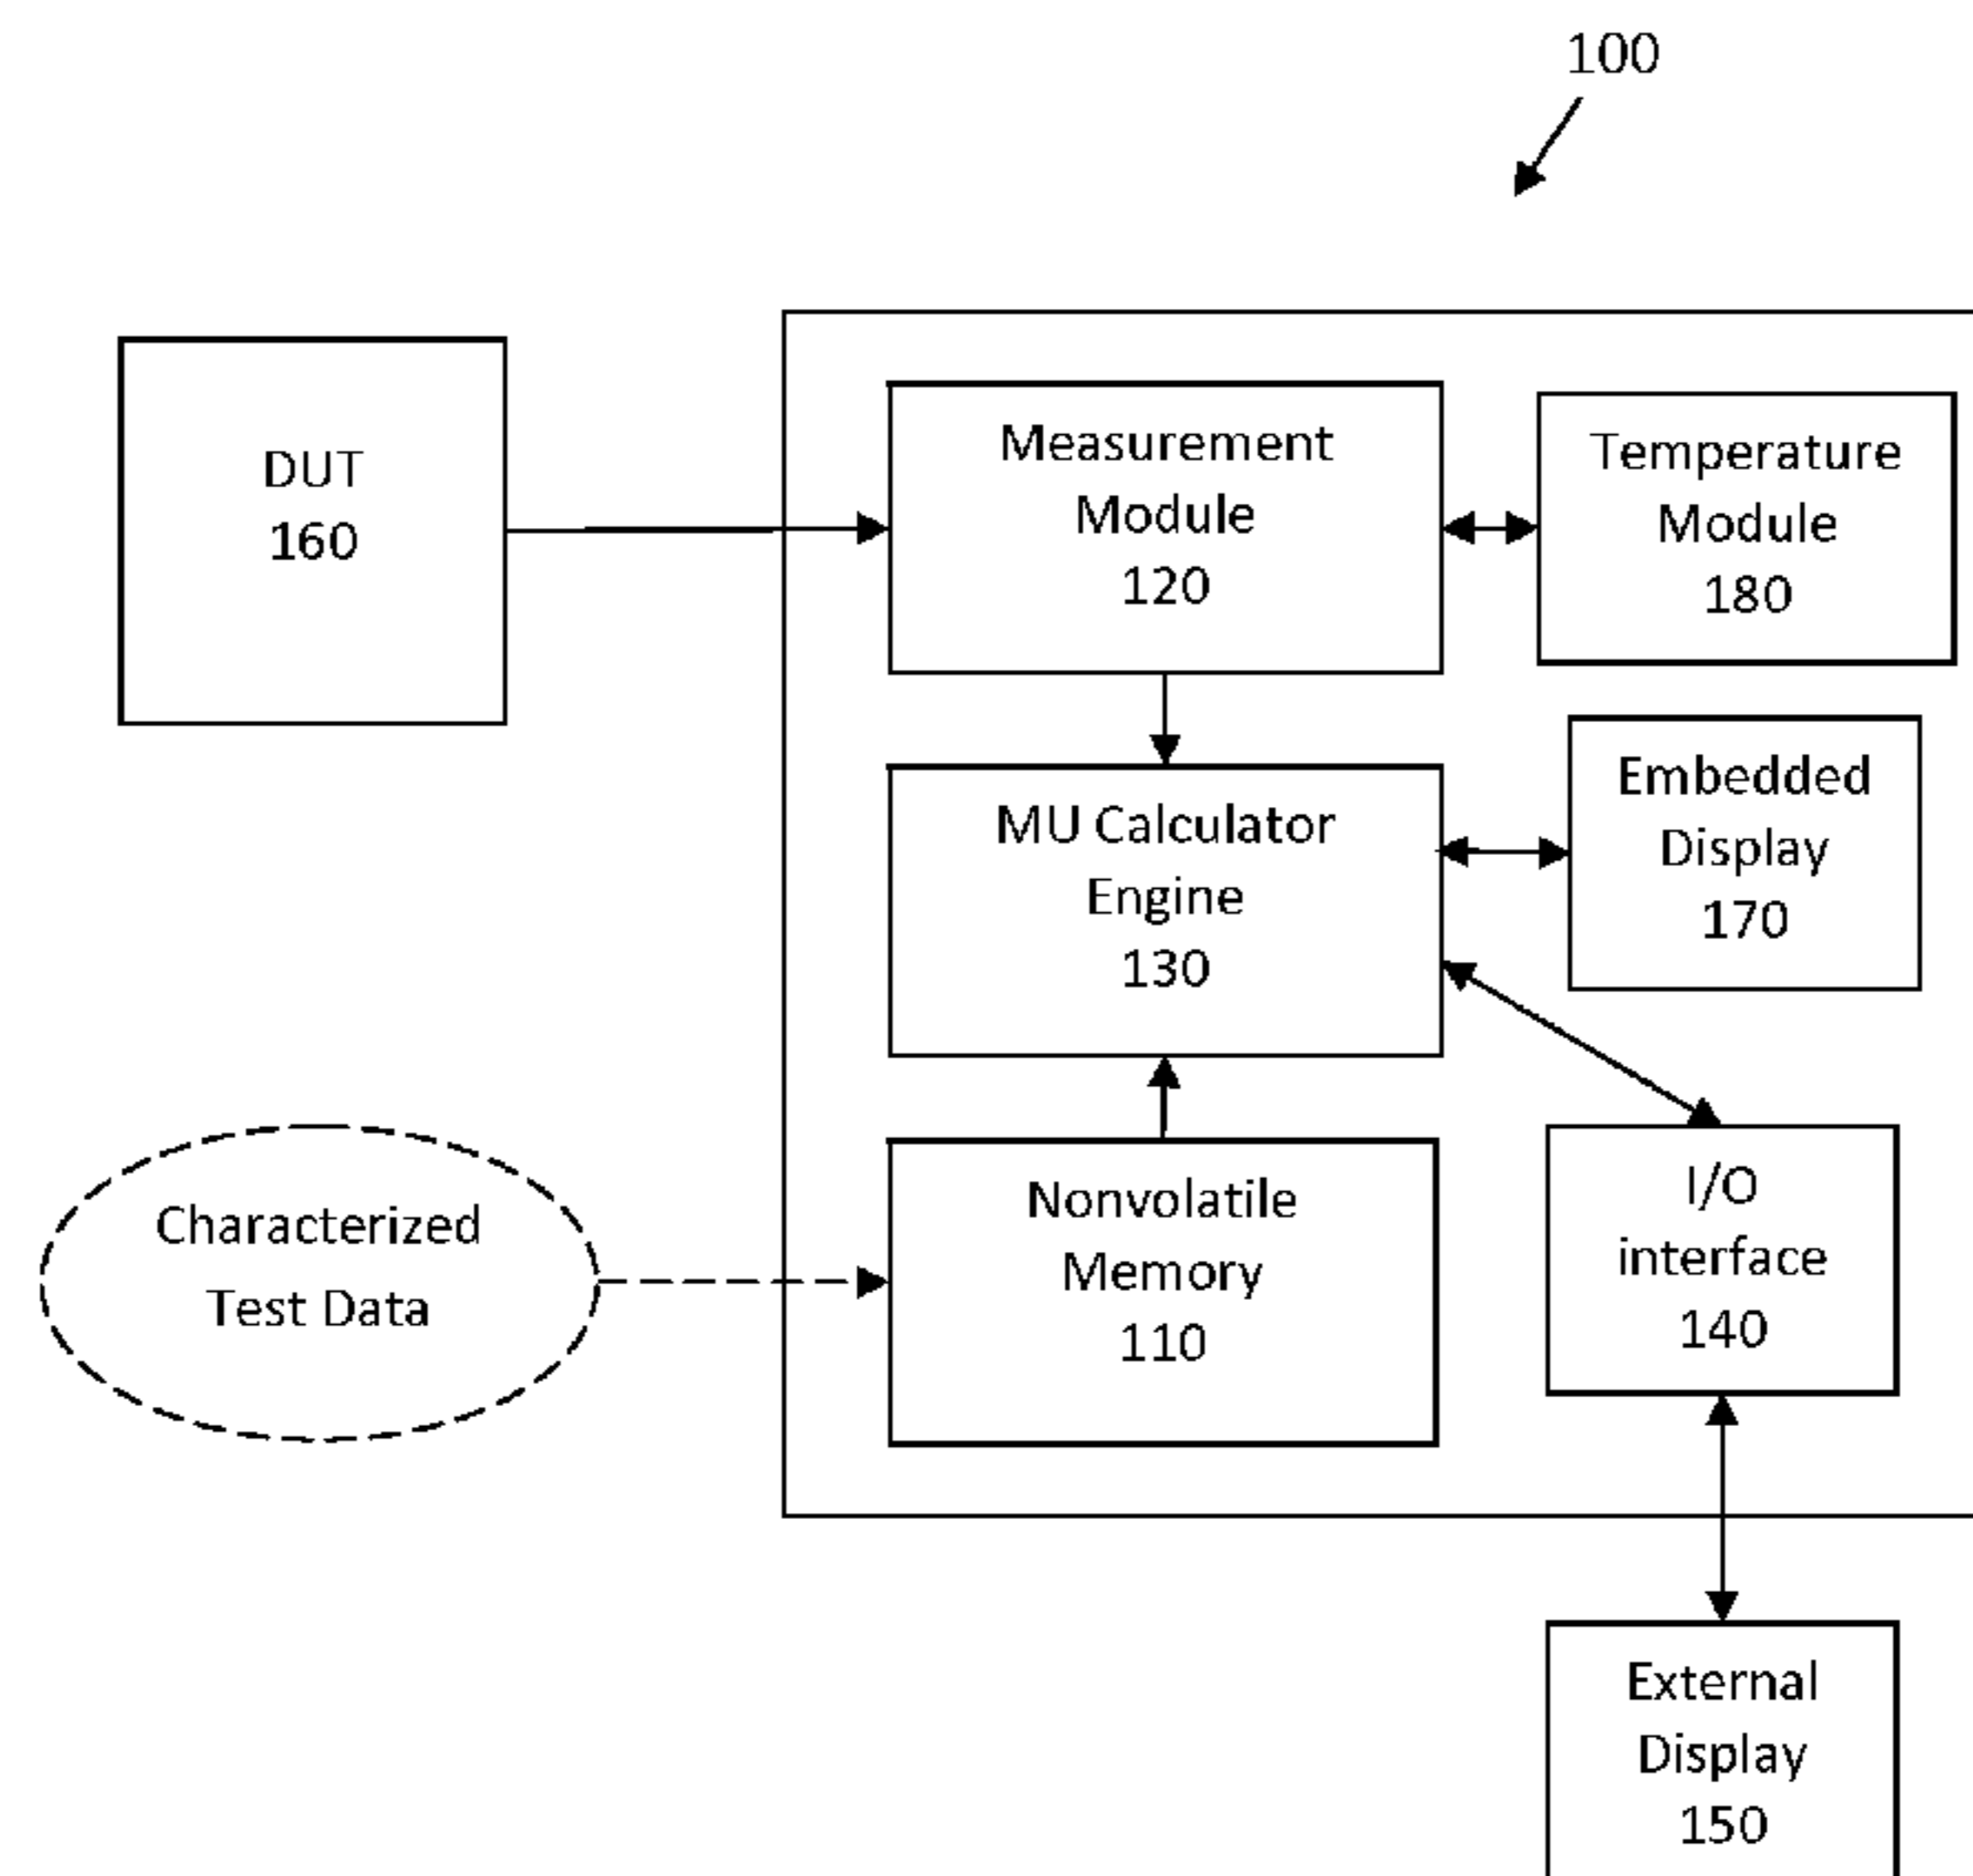 100
DUT
160
Measurement
Module
120
Temperature
Module
180
MU Calculator
Engine
130
Embedded
Display
170
Characterized
Test Data
Nonvolatile
Memory
110
I/O
interface
140
External
Display
150